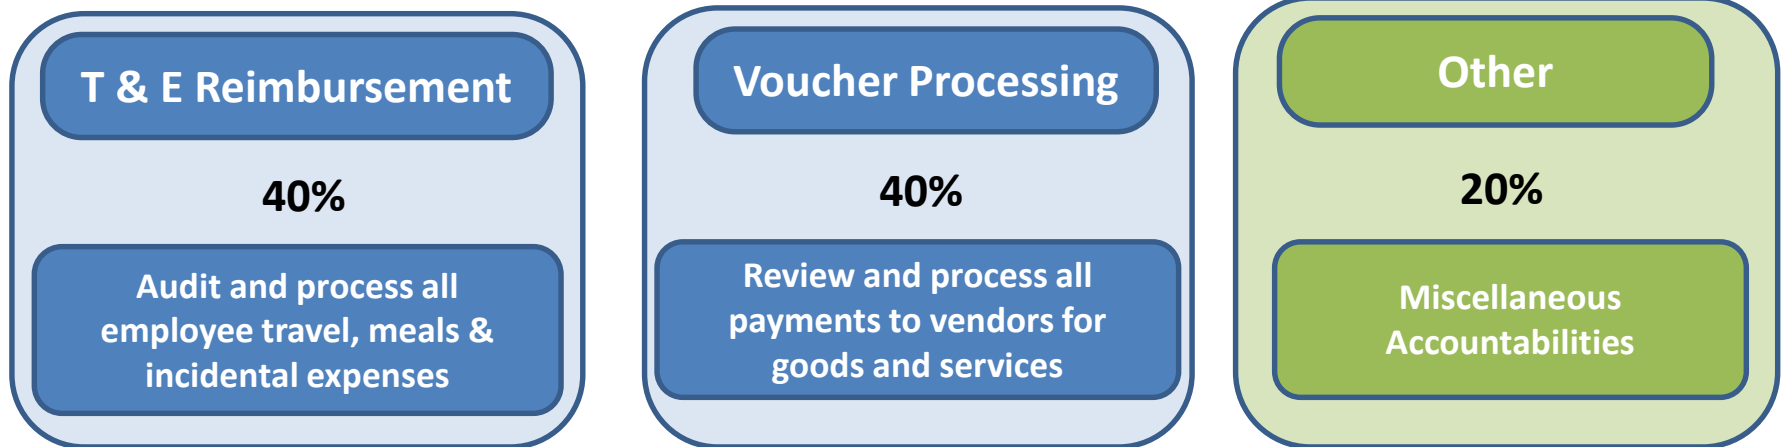 T & E Reimbursement
40%
Audit and process all
employee travel, meals &
incidental expenses
Voucher Processing
40%
Review and process all
payments to vendors for
goods and services
Other
20%
Miscellaneous
Accountabilities